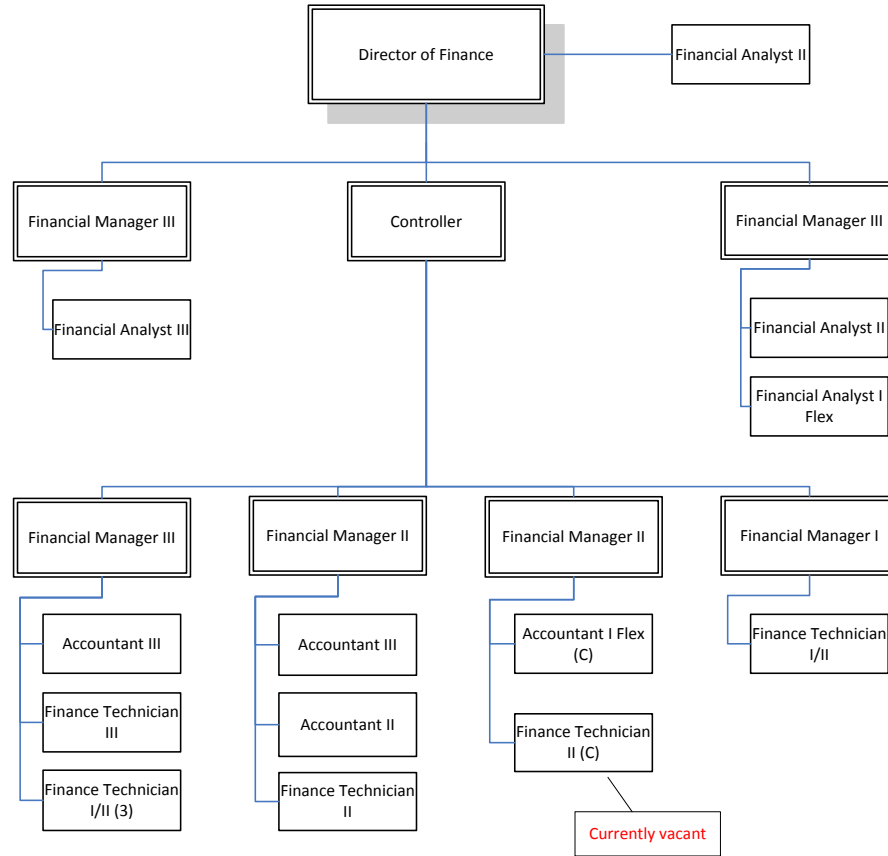 Director of Finance
Financial Analyst II
Financial Manager III
Controller
Financial Manager III
Financial Analyst III
Financial Analyst II
Financial Analyst I
Flex
Financial Manager III
Financial Manager II
Financial Manager II
Financial Manager I
Accountant III
Accountant III
Accountant I Flex
(C)
Finance Technician
I/II
Finance Technician
III
Accountant II
Finance Technician
II (C)
Finance Technician
I/II (3)
Finance Technician
II
Currently vacant